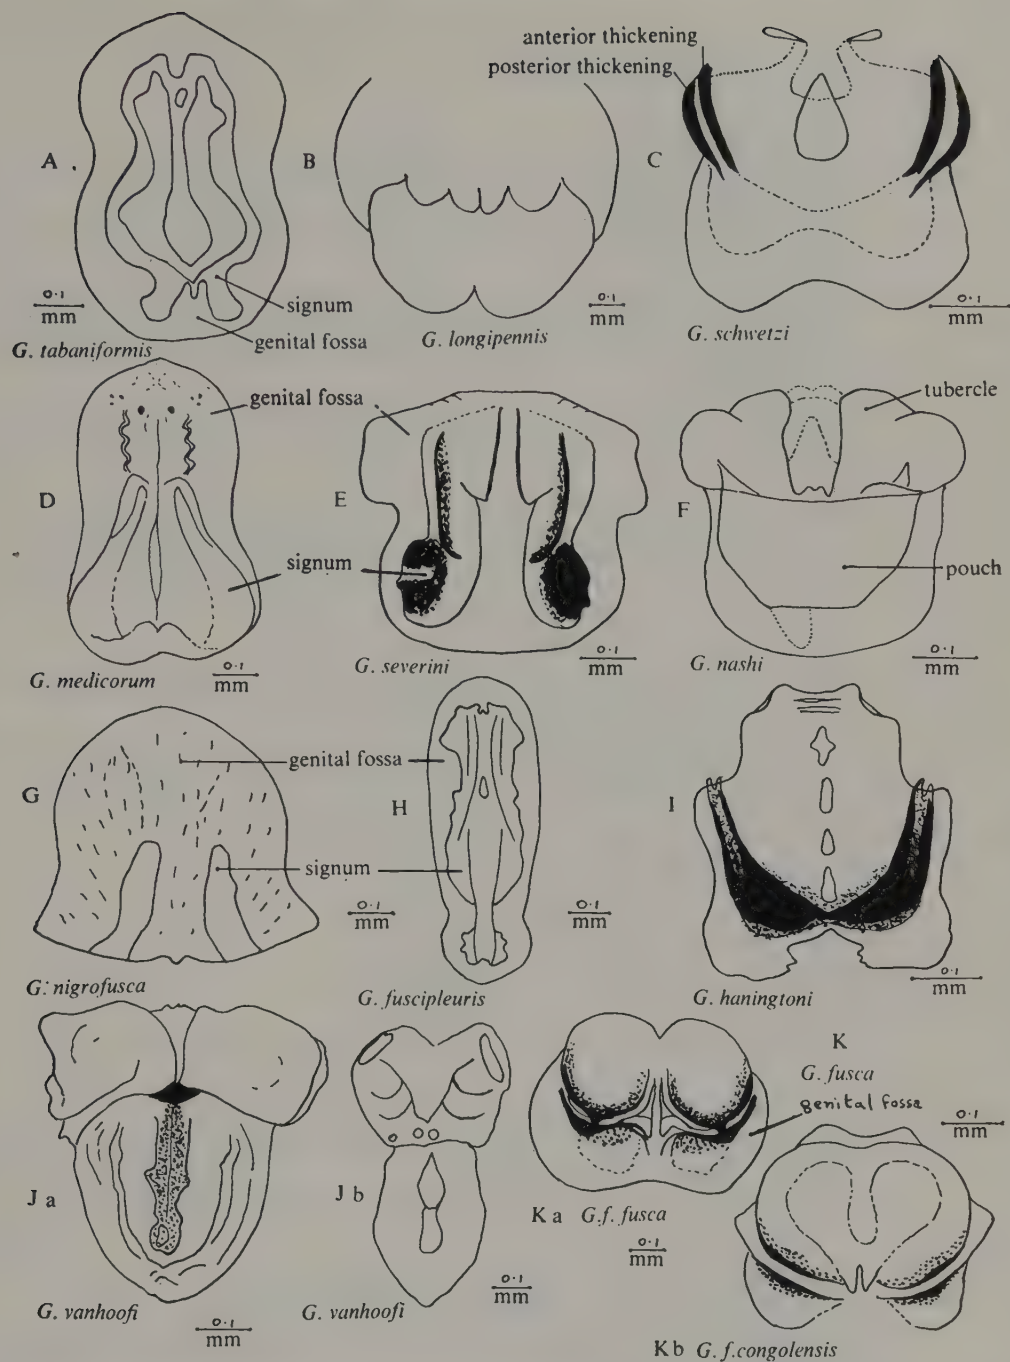 anterior thickening
posterior thickening
A
B
C
0·1
mm
signum
genital fossa
G. tabaniformis
0·1
mm
G. longipennis
0·1
mm
G. schwetzi
D
genital fossa
E
signum
F
tubercle
pouch
G. medicorum
0·1
mm
G. severini
0·1
mm
G. nashi
0·1
mm
G
genital fossa
H
signum
I
0·1
mm
G. nigrofusca
0·1
mm
G. fuscipleuris
0·1
mm
G. haningtoni
J a
G. vanhoofi
0·1
mm
J b
G. vanhoofi
0·1
mm
K
G. fusca
genital fossa
0·1
mm
K a G.f. fusca
0·1
mm
Kb G. f.congolensis